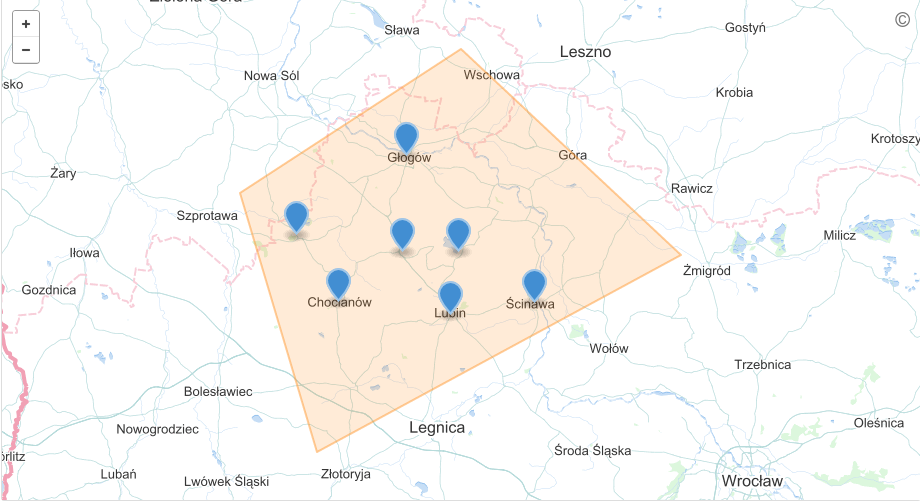 Zielona Góra
+
−
©
Sława
Gostyń
Leszno
Nowa Sól
Wschowa
Krobia
Krotoszy
Głogów
Góra
Żary
Rawicz
Szprotawa
Milicz
Iłowa
Żmigród
Gozdnica
Chocianów
Ścinawa
Lubin
Wołów
Trzebnica
Bolesławiec
Nowogrodziec
Legnica
Oleśnica
örlitz
Środa Śląska
Lubań
Lwówek Śląski
Złotoryja
Wrocław